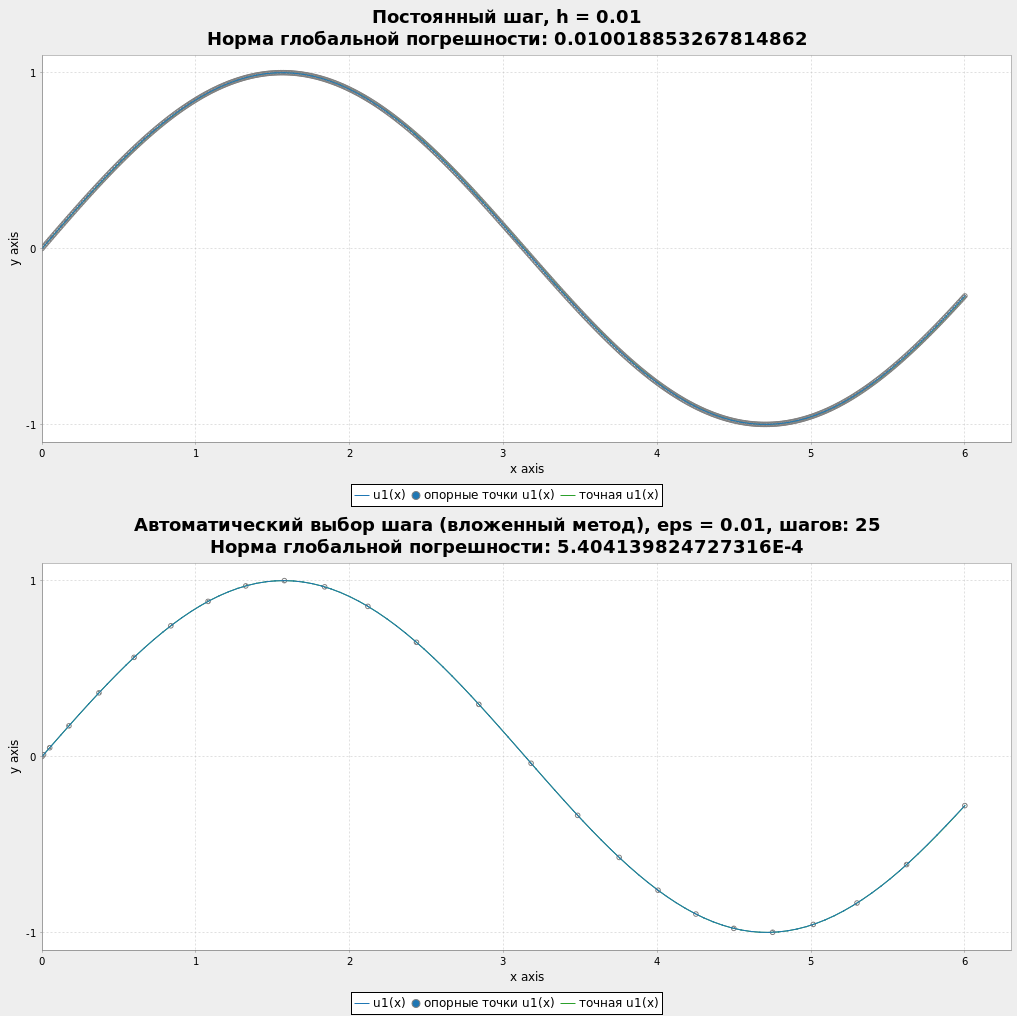 Постоянный шаг, h = 0.01
Норма глобальной погрешности: 0.010018853267814862
1
0
-1
y axis
0 1 2 3 4 5 6
x axis
u1(x) опорные точки u1(x) точная u1(x)
Автоматический выбор шага (вложенный метод), eps = 0.01, шагов: 25
Норма глобальной погрешности: 5.404139824727316E-4
1
0
-1
y axis
0 1 2 3 4 5 6
x axis
u1(x) опорные точки u1(x) точная u1(x)